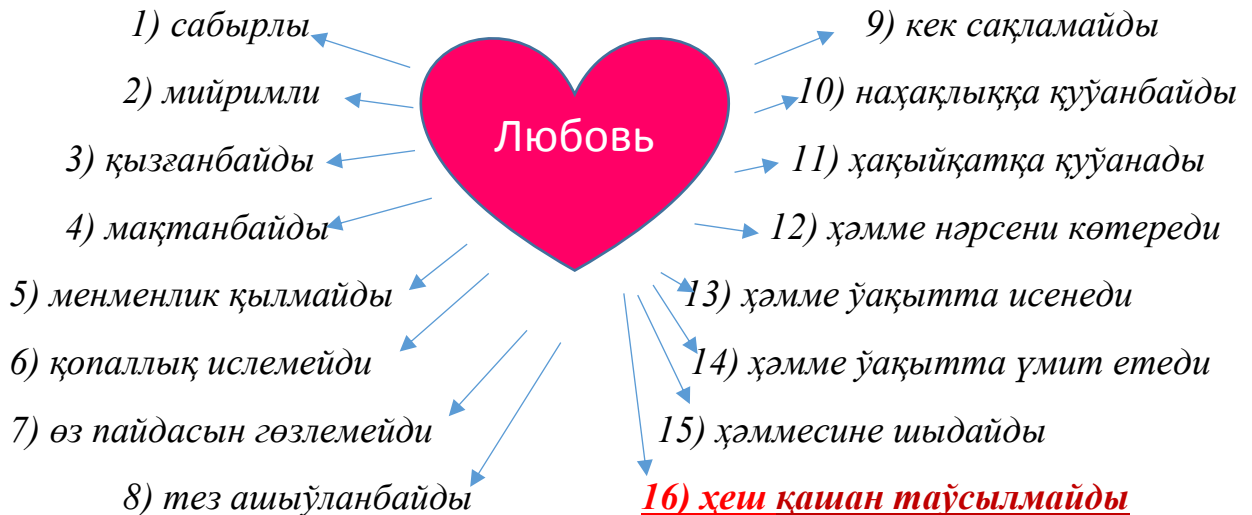 Любовь
1) сабырлы
2) мийримли
3) қызғанбайды
4) мақтанбайды
5) менменлик қылмайды
6) қопаллық ислемейди
7) өз пайдасын гөзлемейди
8) тез ашыўланбайды
9) кек сақламайды
10) наҳақлыққа қуўанбайды
11) ҳақыйқатқа қуўанады
12) ҳәмме нәрсени көтереди
13) ҳәмме ўақытта исенеди
14) ҳәмме ўақытта үмит етеди
15) ҳәммесине шыдайды
16) ҳеш қашан таўсылмайды